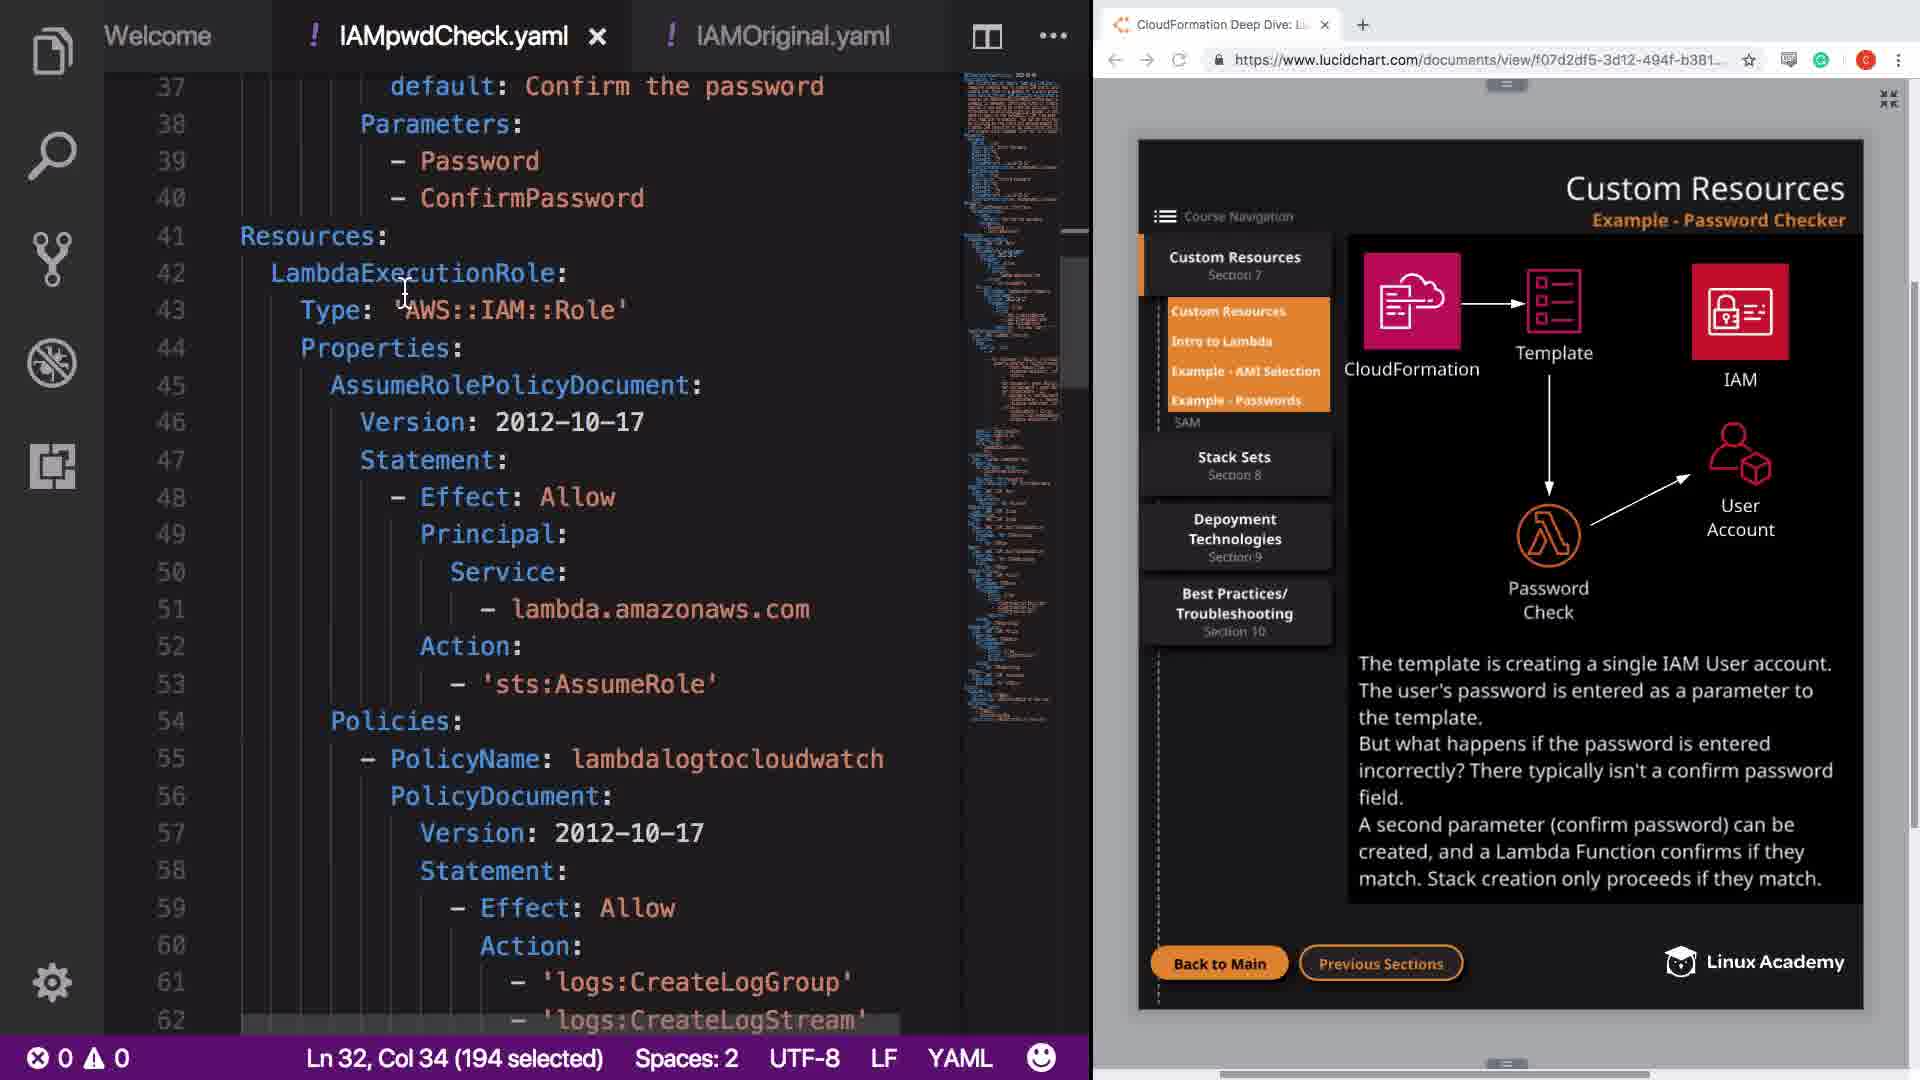 Welcome
! IAMpwdCheck.yaml ×
! IAMOriginal.yaml
37 default: Confirm the password
38 Parameters:
39 - Password
40 - ConfirmPassword
41 Resources:
42 LambdaExecutionRole:
43 Type: 'AWS::IAM::Role'
44 Properties:
45 AssumeRolePolicyDocument:
46 Version: 2012-10-17
47 Statement:
48 - Effect: Allow
49 Principal:
50 Service:
51 - lambda.amazonaws.com
52 Action:
53 - 'sts:AssumeRole'
54 Policies:
55 - PolicyName: lambdalogtocloudwatch
56 PolicyDocument:
57 Version: 2012-10-17
58 Statement:
59 - Effect: Allow
60 Action:
61 - 'logs:CreateLogGroup'
62 - 'logs:CreateLogStream'
0 0
Ln 32, Col 34 (194 selected)
Spaces: 2
UTF-8
LF
YAML
CloudFormation Deep Dive: Lu
https://www.lucidchart.com/documents/view/f07d2df5-3d12-494f-b381...
C
Custom Resources
Example - Password Checker
Course Navigation
Custom Resources
Section 7
Custom Resources
Intro to Lambda
Example - AMI Selection
Example - Passwords
SAM
Stack Sets
Section 8
Depoyment
Technologies
Section 9
Best Practices/
Troubleshooting
Section 10
CloudFormation
Template
IAM
User
Account
Password
Check
The template is creating a single IAM User account.
The user's password is entered as a parameter to
the template.
But what happens if the password is entered
incorrectly? There typically isn't a confirm password
field.
A second parameter (confirm password) can be
created, and a Lambda Function confirms if they
match. Stack creation only proceeds if they match.
Back to Main
Previous Sections
Linux Academy